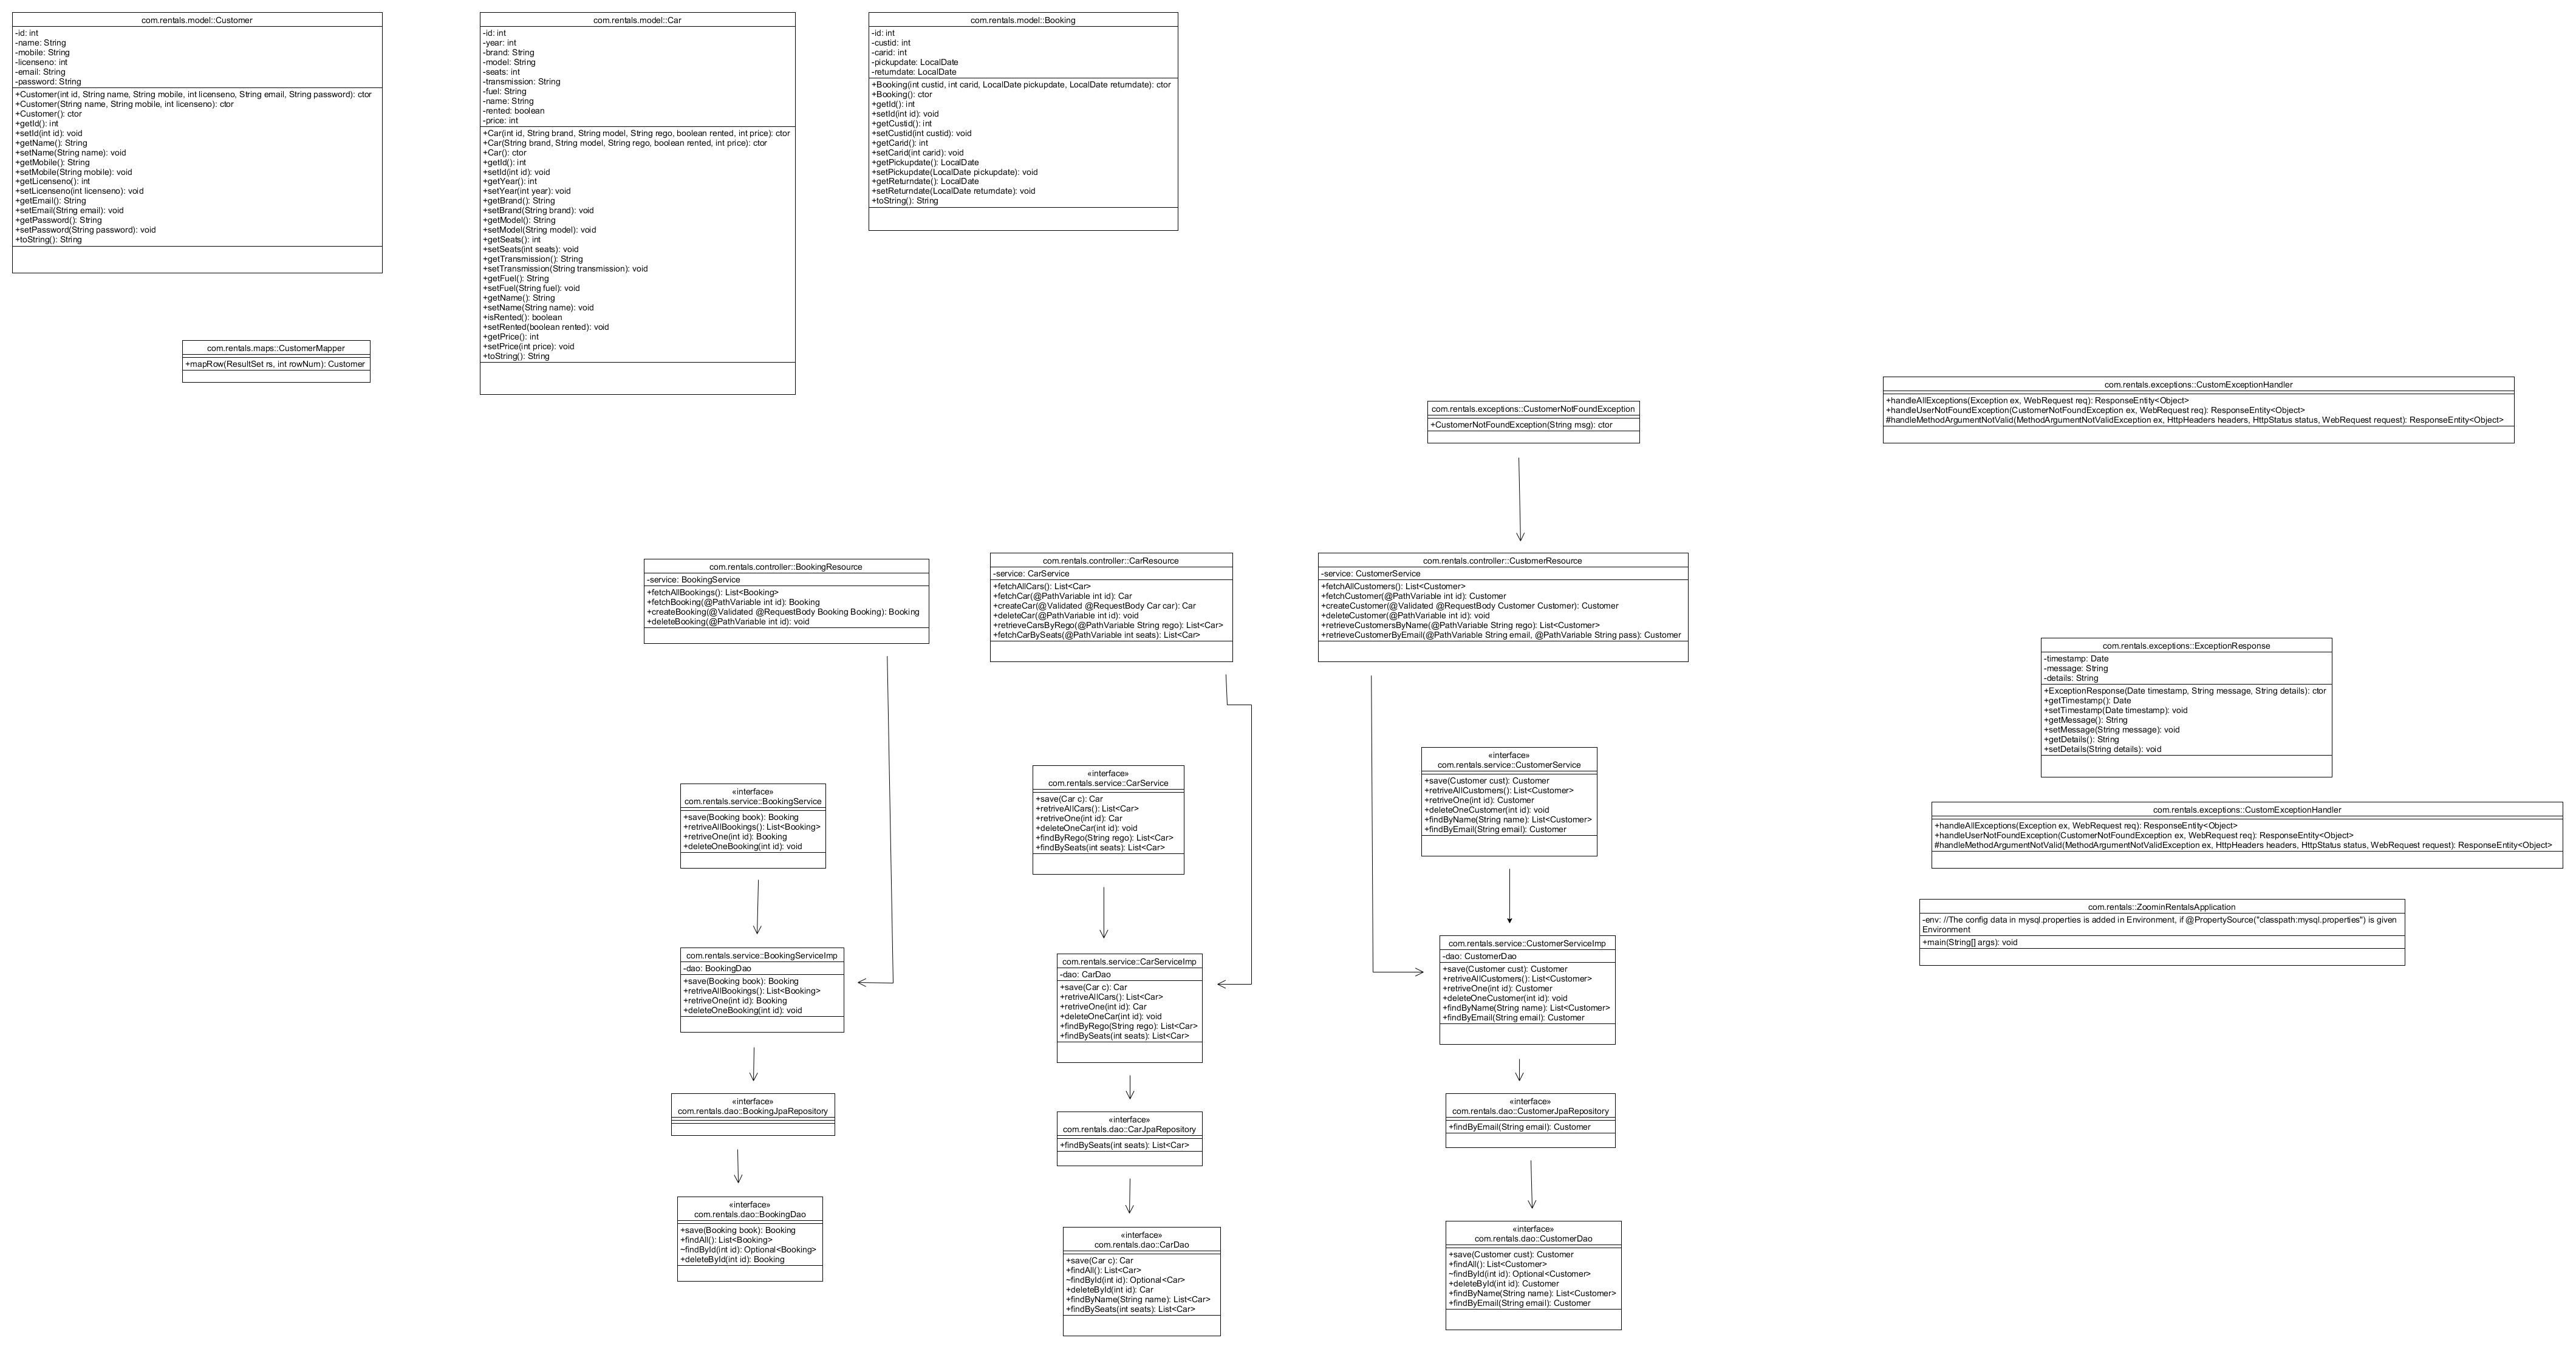 com.rentals.model::Customer
-id: int
-name: String
-mobile: String
-licenseno: int
-email: String
-password: String
+Customer(int id, String name, String mobile, int licenseno, String email, String password): ctor
+Customer(String name, String mobile, int licenseno): ctor
+Customer(): ctor
+getId(): int
+setId(int id): void
+getName(): String
+setName(String name): void
+getMobile(): String
+setMobile(String mobile): void
+getLicenseno(): int
+setLicenseno(int licenseno): void
+getEmail(): String
+setEmail(String email): void
+getPassword(): String
+setPassword(String password): void
+toString(): String
com.rentals.model::Car
-id: int
-year: int
-brand: String
-model: String
-seats: int
-transmission: String
-fuel: String
-name: String
-rented: boolean
-price: int
+Car(int id, String brand, String model, String rego, boolean rented, int price): ctor
+Car(String brand, String model, String rego, boolean rented, int price): ctor
+Car(): ctor
+getId(): int
+setId(int id): void
+getYear(): int
+setYear(int year): void
+getBrand(): String
+setBrand(String brand): void
+getModel(): String
+setModel(String model): void
+getSeats(): int
+setSeats(int seats): void
+getTransmission(): String
+setTransmission(String transmission): void
+getFuel(): String
+setFuel(String fuel): void
+getName(): String
+setName(String name): void
+isRented(): boolean
+setRented(boolean rented): void
+getPrice(): int
+setPrice(int price): void
+toString(): String
com.rentals.model::Booking
-id: int
-custid: int
-carid: int
-pickupdate: LocalDate
-returndate: LocalDate
+Booking(int custid, int carid, LocalDate pickupdate, LocalDate returndate): ctor
+Booking(): ctor
+getId(): int
+setId(int id): void
+getCustid(): int
+setCustid(int custid): void
+getCarid(): int
+setCarid(int carid): void
+getPickupdate(): LocalDate
+setPickupdate(LocalDate pickupdate): void
+getReturndate(): LocalDate
+setReturndate(LocalDate returndate): void
+toString(): String
com.rentals.maps::CustomerMapper
+mapRow(ResultSet rs, int rowNum): Customer
com.rentals.exceptions::CustomerNotFoundException
+CustomerNotFoundException(String msg): ctor
com.rentals.exceptions::CustomExceptionHandler
+handleAllExceptions(Exception ex, WebRequest req): ResponseEntity<Object>
+handleUserNotFoundException(CustomerNotFoundException ex, WebRequest req): ResponseEntity<Object>
#handleMethodArgumentNotValid(MethodArgumentNotValidException ex, HttpHeaders headers, HttpStatus status, WebRequest request): ResponseEntity<Object>
com.rentals.controller::BookingResource
-service: BookingService
+fetchAllBookings(): List<Booking>
+fetchBooking(@PathVariable int id): Booking
+createBooking(@Validated @RequestBody Booking Booking): Booking
+deleteBooking(@PathVariable int id): void
com.rentals.controller::CarResource
-service: CarService
+fetchAllCars(): List<Car>
+fetchCar(@PathVariable int id): Car
+createCar(@Validated @RequestBody Car car): Car
+deleteCar(@PathVariable int id): void
+retrieveCarsByRego(@PathVariable String rego): List<Car>
+fetchCarBySeats(@PathVariable int seats): List<Car>
com.rentals.controller::CustomerResource
-service: CustomerService
+fetchAllCustomers(): List<Customer>
+fetchCustomer(@PathVariable int id): Customer
+createCustomer(@Validated @RequestBody Customer Customer): Customer
+deleteCustomer(@PathVariable int id): void
+retrieveCustomersByName(@PathVariable String rego): List<Customer>
+retrieveCustomerByEmail(@PathVariable String email, @PathVariable String pass): Customer
com.rentals.exceptions::ExceptionResponse
-timestamp: Date
-message: String
-details: String
+ExceptionResponse(Date timestamp, String message, String details): ctor
+getTimestamp(): Date
+setTimestamp(Date timestamp): void
+getMessage(): String
+setMessage(String message): void
+getDetails(): String
+setDetails(String details): void
«interface»
com.rentals.service::BookingService
+save(Booking book): Booking
+retriveAllBookings(): List<Booking>
+retriveOne(int id): Booking
+deleteOneBooking(int id): void
«interface»
com.rentals.service::CarService
+save(Car c): Car
+retriveAllCars(): List<Car>
+retriveOne(int id): Car
+deleteOneCar(int id): void
+findByRego(String rego): List<Car>
+findBySeats(int seats): List<Car>
«interface»
com.rentals.service::CustomerService
+save(Customer cust): Customer
+retriveAllCustomers(): List<Customer>
+retriveOne(int id): Customer
+deleteOneCustomer(int id): void
+findByName(String name): List<Customer>
+findByEmail(String email): Customer
com.rentals.exceptions::CustomExceptionHandler
+handleAllExceptions(Exception ex, WebRequest req): ResponseEntity<Object>
+handleUserNotFoundException(CustomerNotFoundException ex, WebRequest req): ResponseEntity<Object>
#handleMethodArgumentNotValid(MethodArgumentNotValidException ex, HttpHeaders headers, HttpStatus status, WebRequest request): ResponseEntity<Object>
com.rentals::ZoominRentalsApplication
-env: //The config data in mysql.properties is added in Environment, if @PropertySource("classpath:mysql.properties") is given
Environment
+main(String[] args): void
com.rentals.service::BookingServiceImp
-dao: BookingDao
+save(Booking book): Booking
+retriveAllBookings(): List<Booking>
+retriveOne(int id): Booking
+deleteOneBooking(int id): void
com.rentals.service::CarServiceImp
-dao: CarDao
+save(Car c): Car
+retriveAllCars(): List<Car>
+retriveOne(int id): Car
+deleteOneCar(int id): void
+findByRego(String rego): List<Car>
+findBySeats(int seats): List<Car>
com.rentals.service::CustomerServiceImp
-dao: CustomerDao
+save(Customer cust): Customer
+retriveAllCustomers(): List<Customer>
+retriveOne(int id): Customer
+deleteOneCustomer(int id): void
+findByName(String name): List<Customer>
+findByEmail(String email): Customer
«interface»
com.rentals.dao::BookingJpaRepository
«interface»
com.rentals.dao::CarJpaRepository
+findBySeats(int seats): List<Car>
«interface»
com.rentals.dao::CustomerJpaRepository
+findByEmail(String email): Customer
«interface»
com.rentals.dao::BookingDao
+save(Booking book): Booking
+findAll(): List<Booking>
~findById(int id): Optional<Booking>
+deleteById(int id): Booking
«interface»
com.rentals.dao::CarDao
+save(Car c): Car
+findAll(): List<Car>
~findById(int id): Optional<Car>
+deleteById(int id): Car
+findByName(String name): List<Car>
+findBySeats(int seats): List<Car>
«interface»
com.rentals.dao::CustomerDao
+save(Customer cust): Customer
+findAll(): List<Customer>
~findById(int id): Optional<Customer>
+deleteById(int id): Customer
+findByName(String name): List<Customer>
+findByEmail(String email): Customer